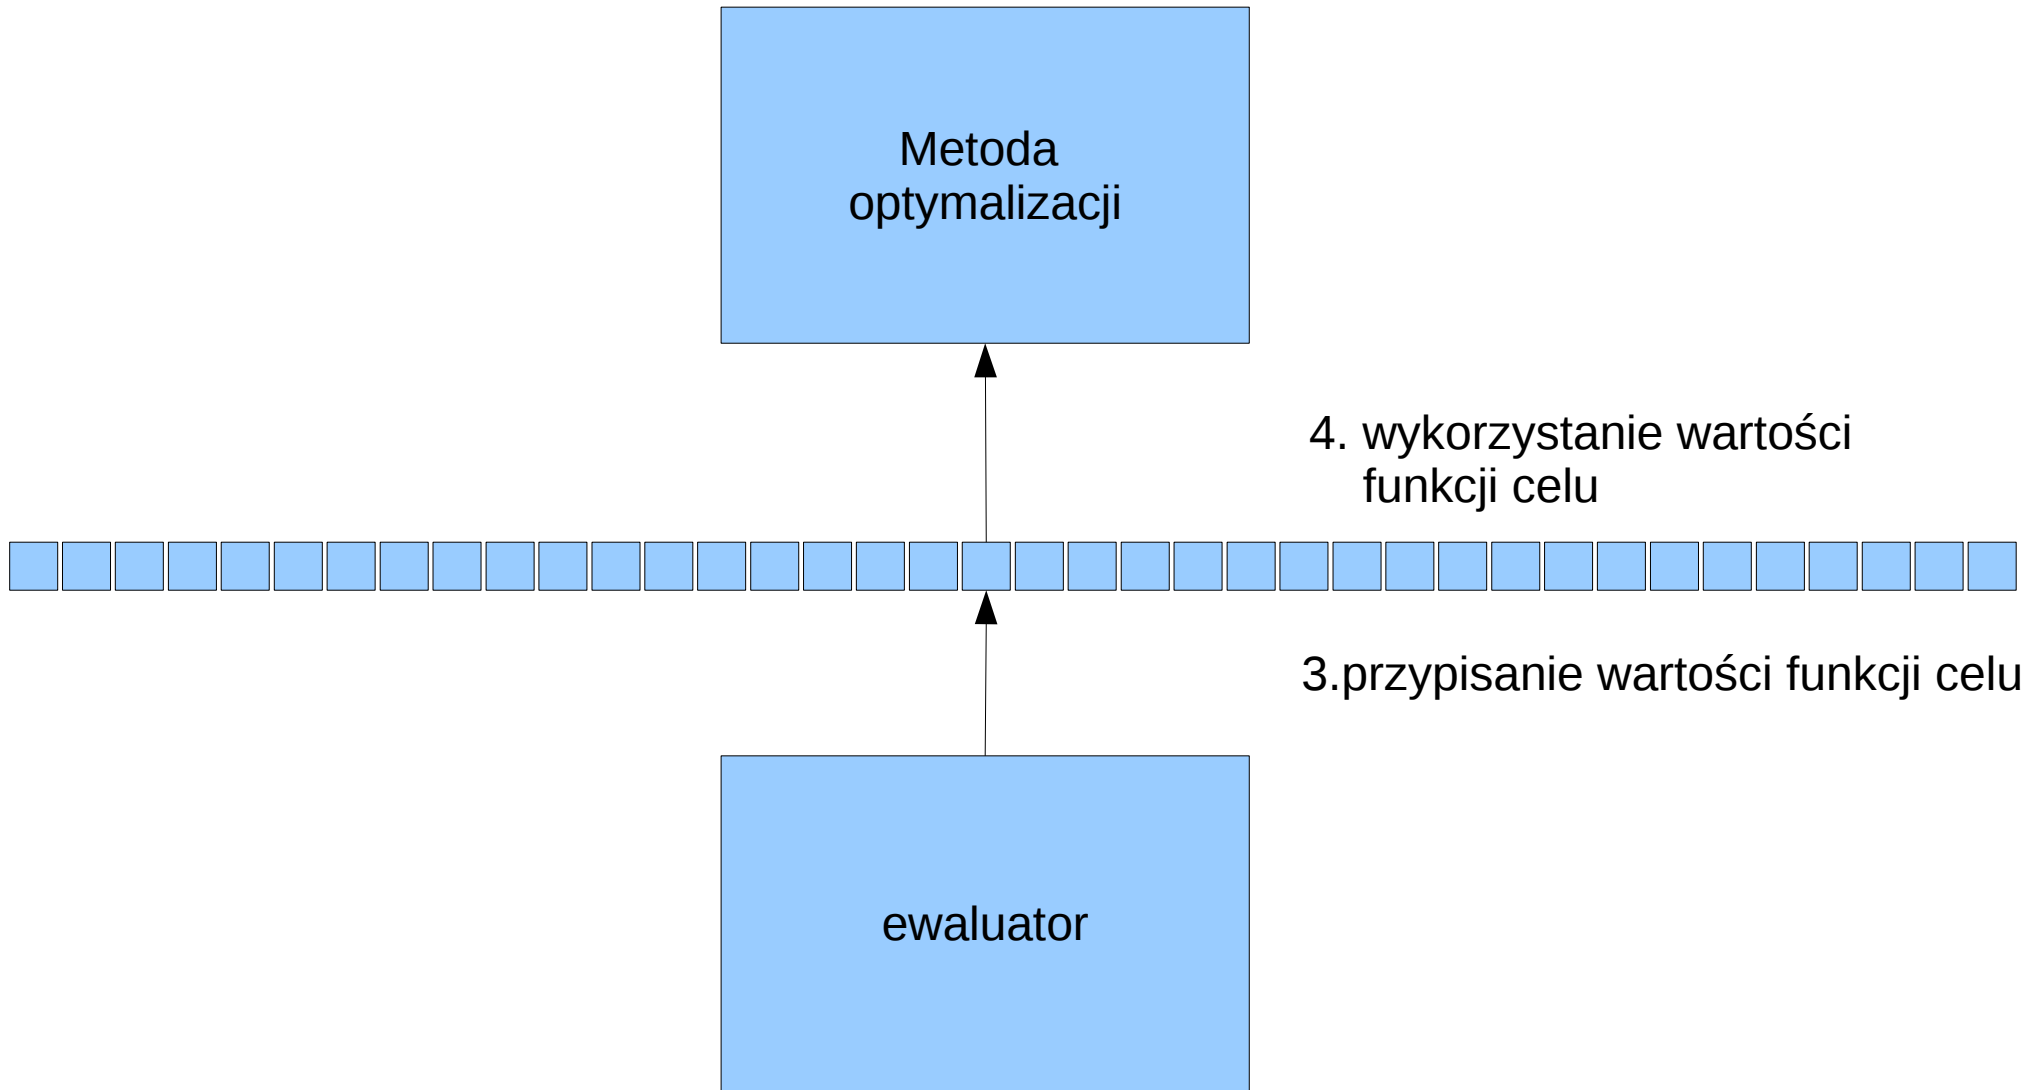 Metoda
optymalizacji
4. wykorzystanie wartości
funkcji celu
3.przypisanie wartości funkcji celu
ewaluator